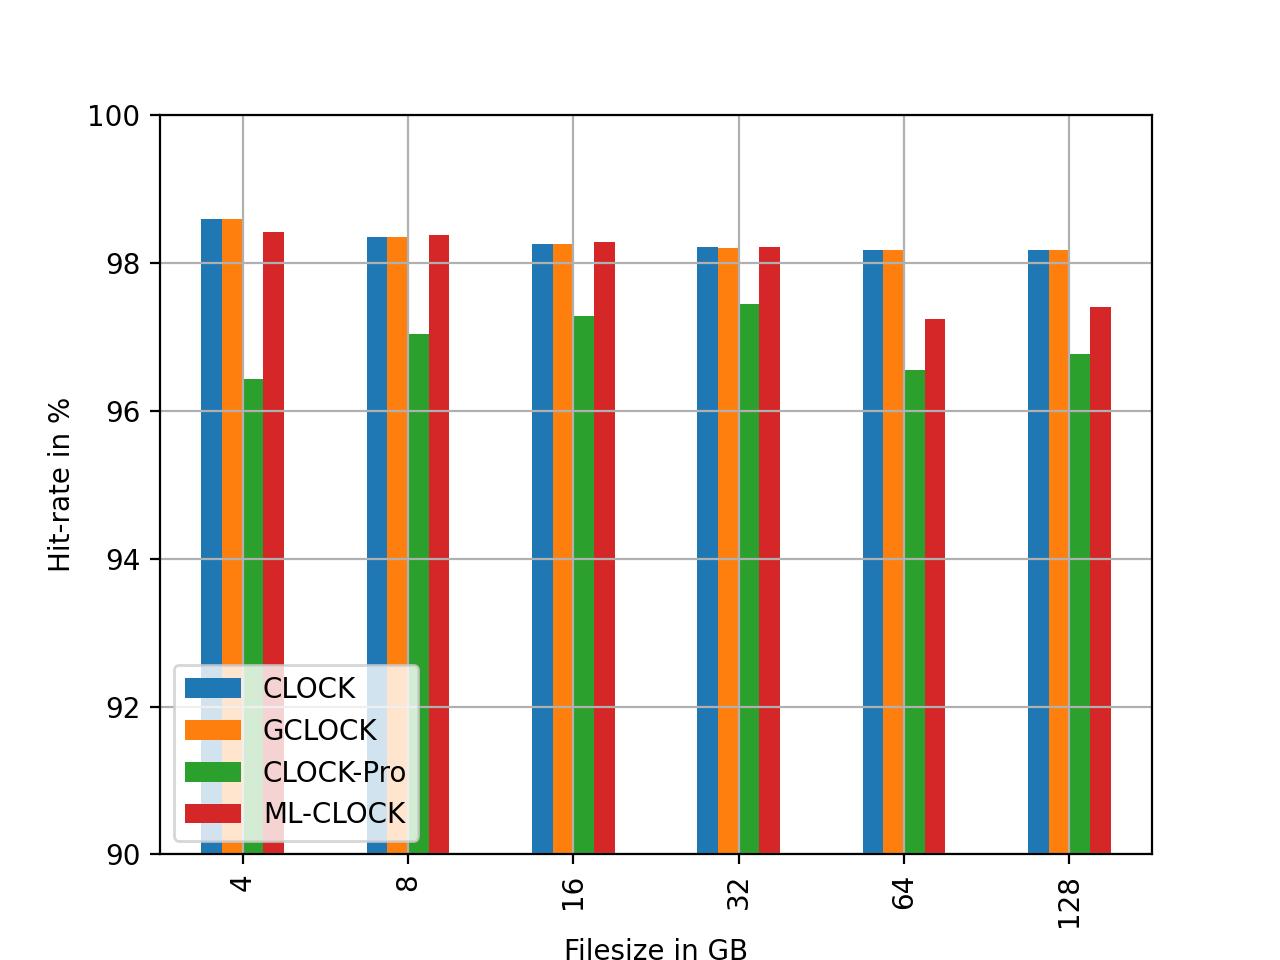 100
98
96
94
92
90
Hit-rate in %
CLOCK
GCLOCK
CLOCK-Pro
ML-CLOCK
4
8
16
32
64
128
Filesize in GB